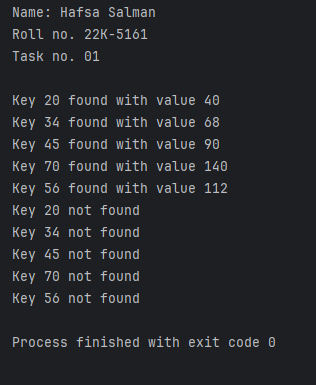 Name: Hafsa Salman
Roll no. 22K-5161
Task no. 01
Key 20 found with value 40
Key 34 found with value 68
Key 45 found with value 90
Key 70 found with value 140
Key 56 found with value 112
Key 20 not found
Key 34 not found
Key 45 not found
Key 70 not found
Key 56 not found
Process finished with exit code 0